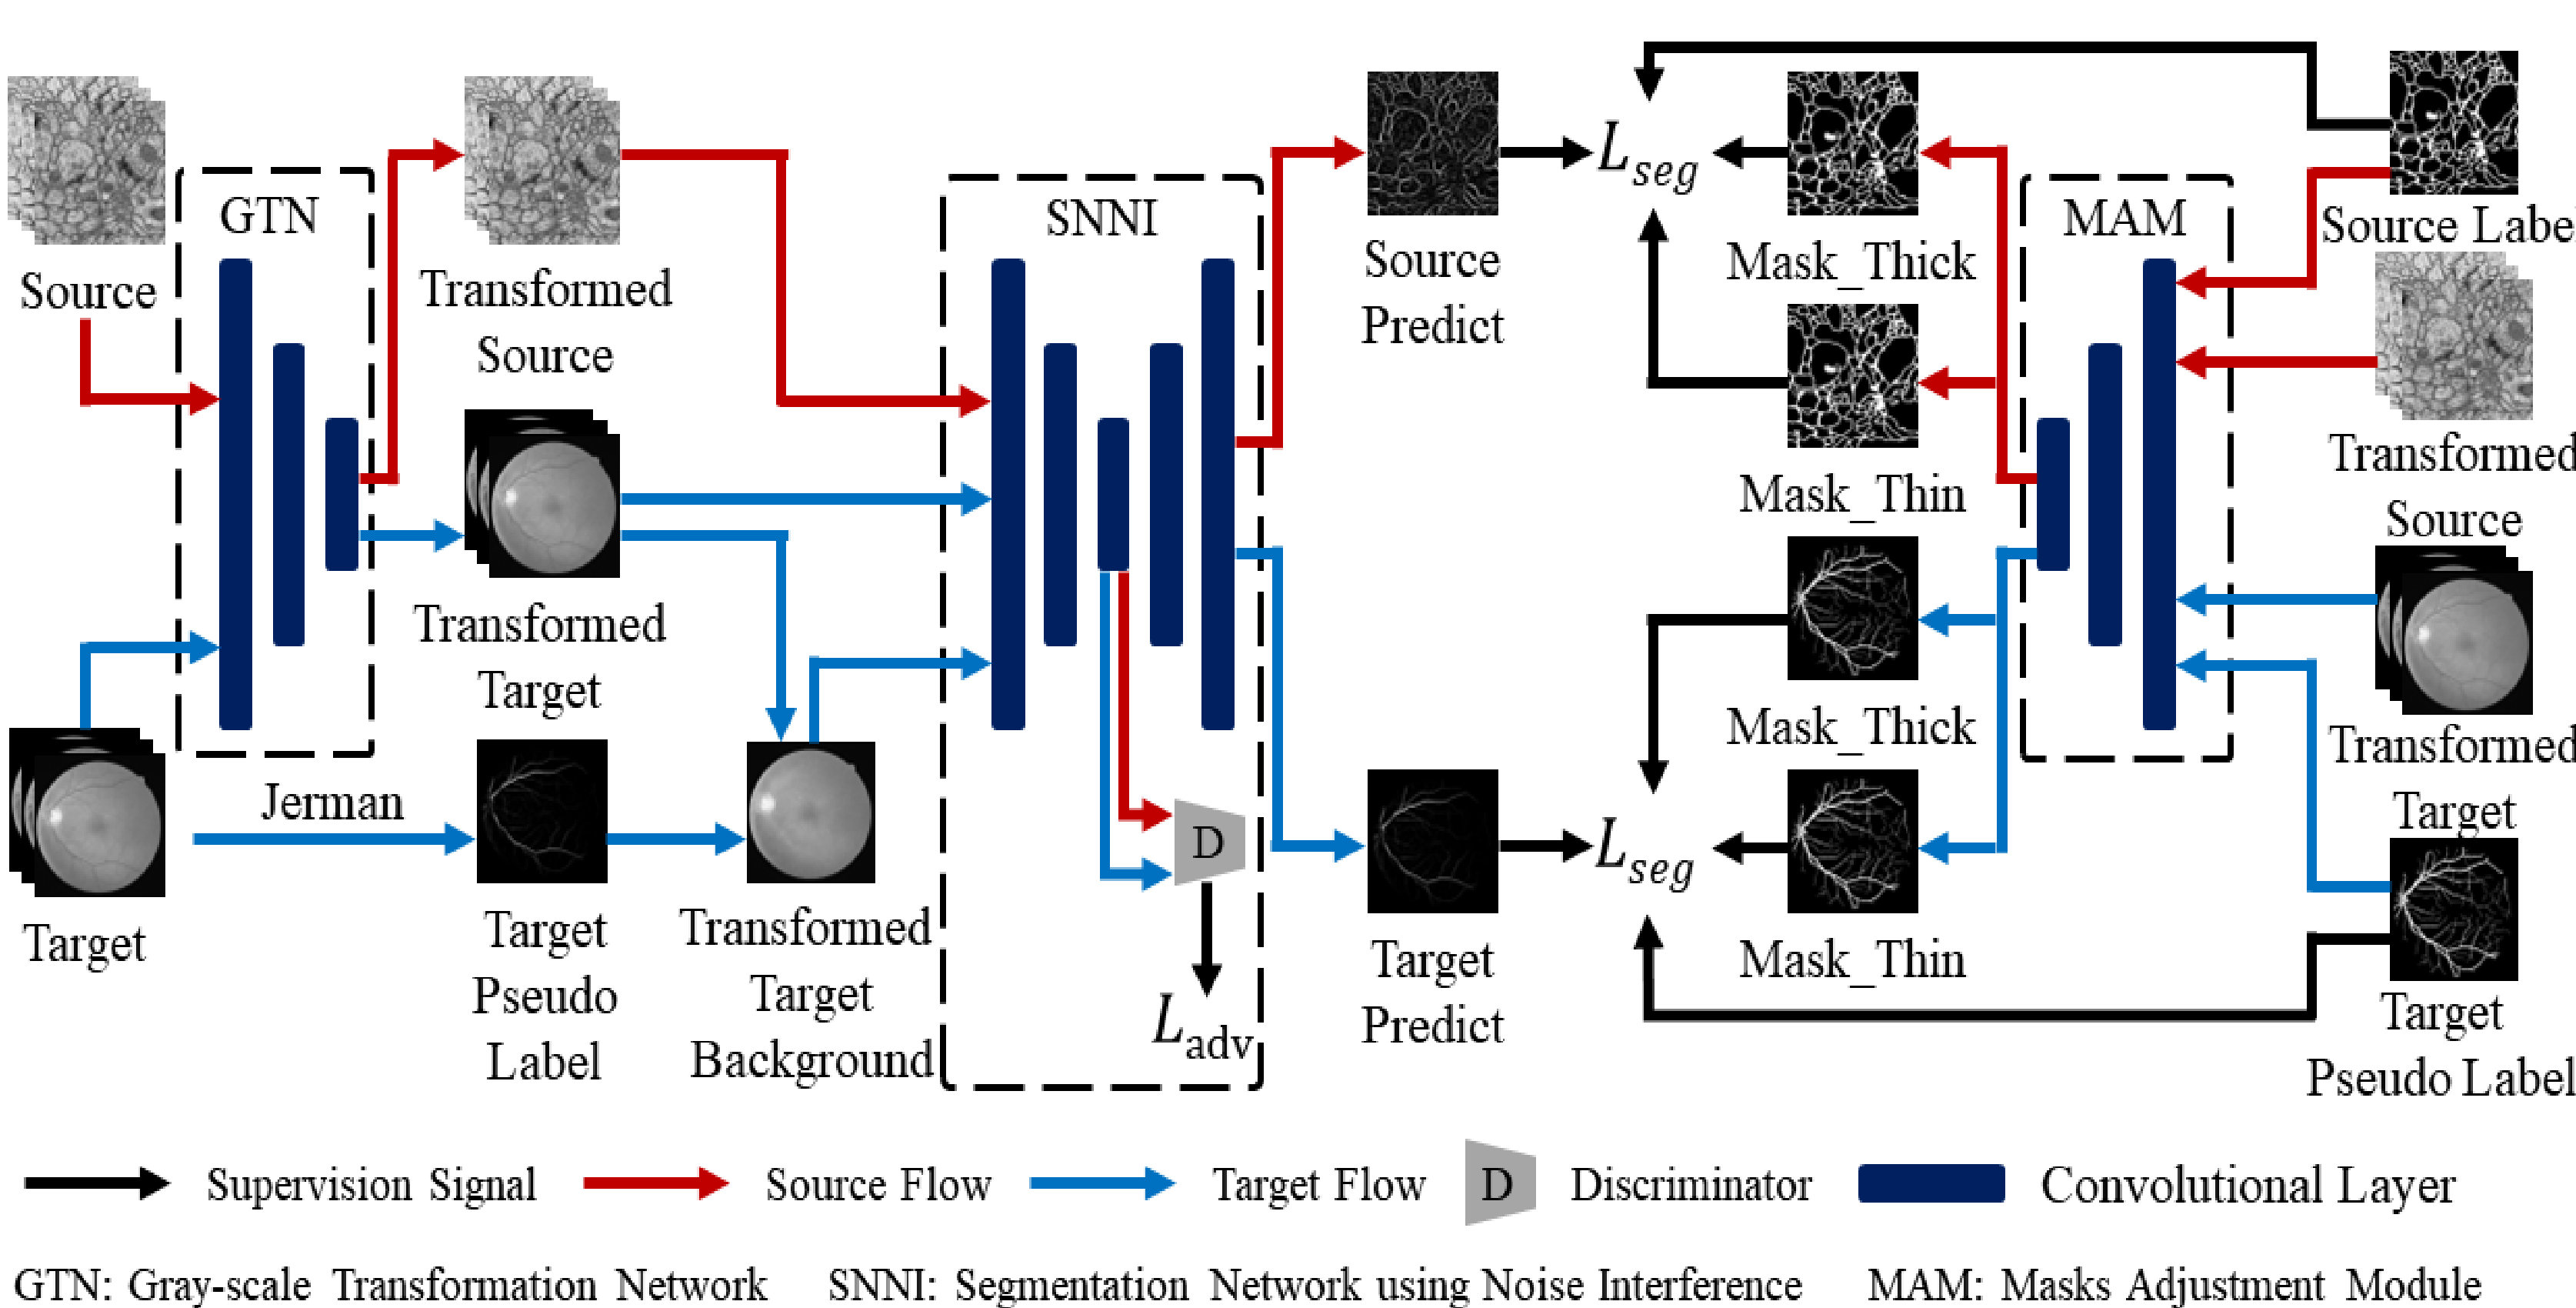 GTN
SNNI
MAM
Source
Transformed
Source
Source
Predict
L_seg
Mask_Thick
Mask_Thin
Source Label
Transformed
Source
Transformed
Target
Mask_Thick
Transformed
Target
Jerman
D
L_seg
Mask_Thin
Target
Target
Pseudo
Label
Transformed
Target
Background
L_adv
Target
Predict
Target
Pseudo Label
Supervision Signal
Source Flow
Target Flow
D
Discriminator
Convolutional Layer
GTN: Gray-scale Transformation Network
SNNI: Segmentation Network using Noise Interference
MAM: Masks Adjustment Module